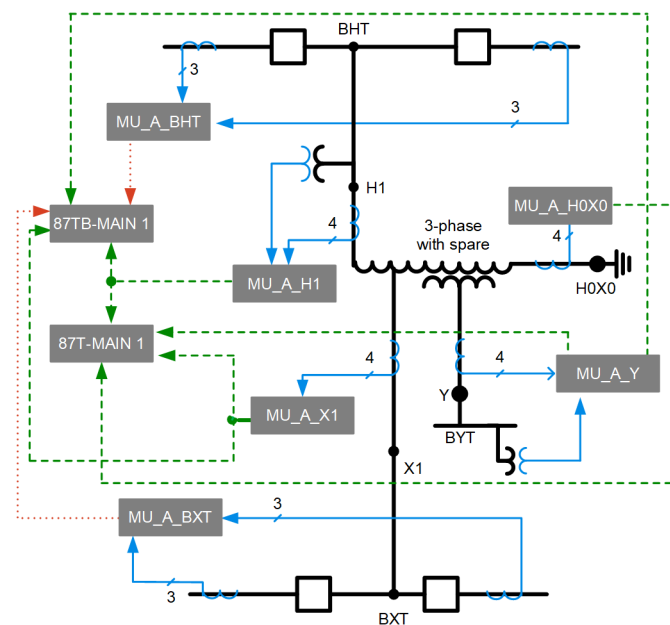 BHT
3
3
MU_A_BHT
H1
87TB-MAIN 1
4
3-phase
with spare
MU_A_H0X0
4
MU_A_H1
H0X0
87T-MAIN 1
4
4
MU_A_Y
Y
MU_A_X1
BYT
X1
3
MU_A_BXT
3
BXT